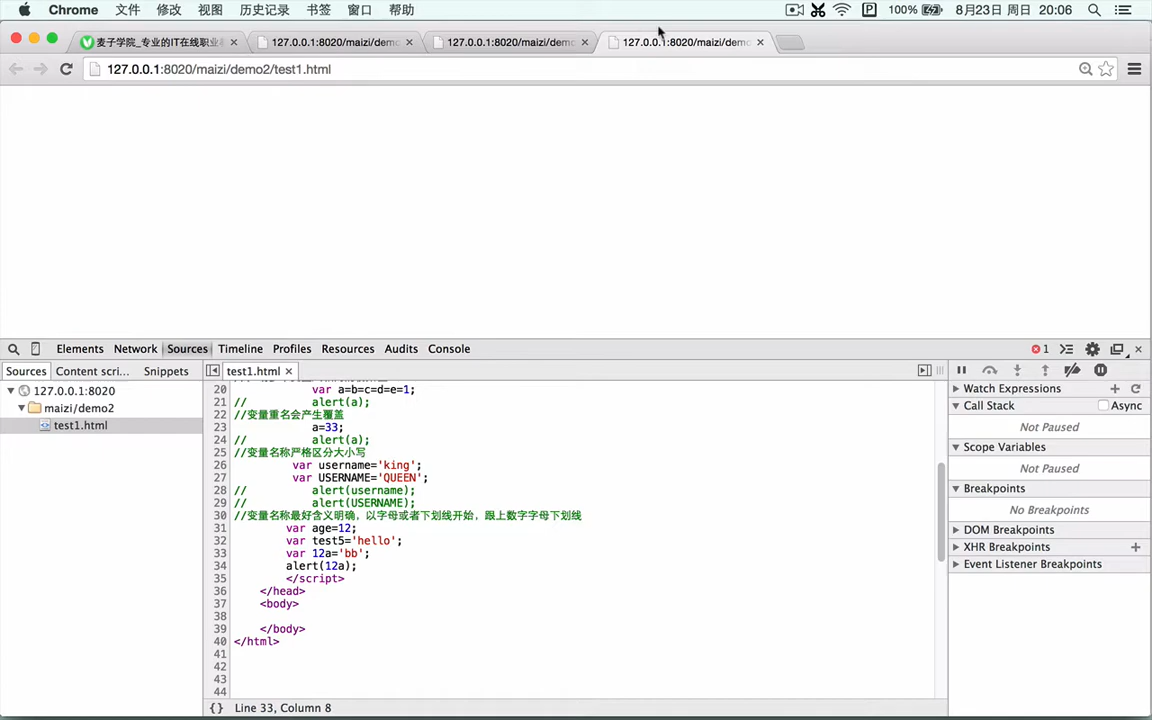 Chrome 文件 修改 视图 历史记录 书签 窗口 帮助 100% 8月23日 周日 20:06
麦子学院_专业的IT在线职业 127.0.0.1:8020/maizi/demo 127.0.0.1:8020/maizi/demo 127.0.0.1:8020/maizi/demo
127.0.0.1:8020/maizi/demo2/test1.html
Elements Network Sources Timeline Profiles Resources Audits Console 1
Sources Content scri... Snippets test1.html
127.0.0.1:8020
maizi/demo2
test1.html
20 var a=b=c=d=e=1;
21 // alert(a);
22 //变量重名会产生覆盖
23 a=33;
24 // alert(a);
25 //变量名称严格区分大小写
26 var username='king';
27 var USERNAME='QUEEN';
28 // alert(username);
29 // alert(USERNAME);
30 //变量名称最好含义明确，以字母或者下划线开始，跟上数字字母下划线
31 var age=12;
32 var test5='hello';
33 var 12a='bb';
34 alert(12a);
35 </script>
36 </head>
37 <body>
38
39 </body>
40 </html>
41
42
43
44
{} Line 33, Column 8
Watch Expressions
Call Stack Async
Not Paused
Scope Variables
Not Paused
Breakpoints
No Breakpoints
DOM Breakpoints
XHR Breakpoints
Event Listener Breakpoints